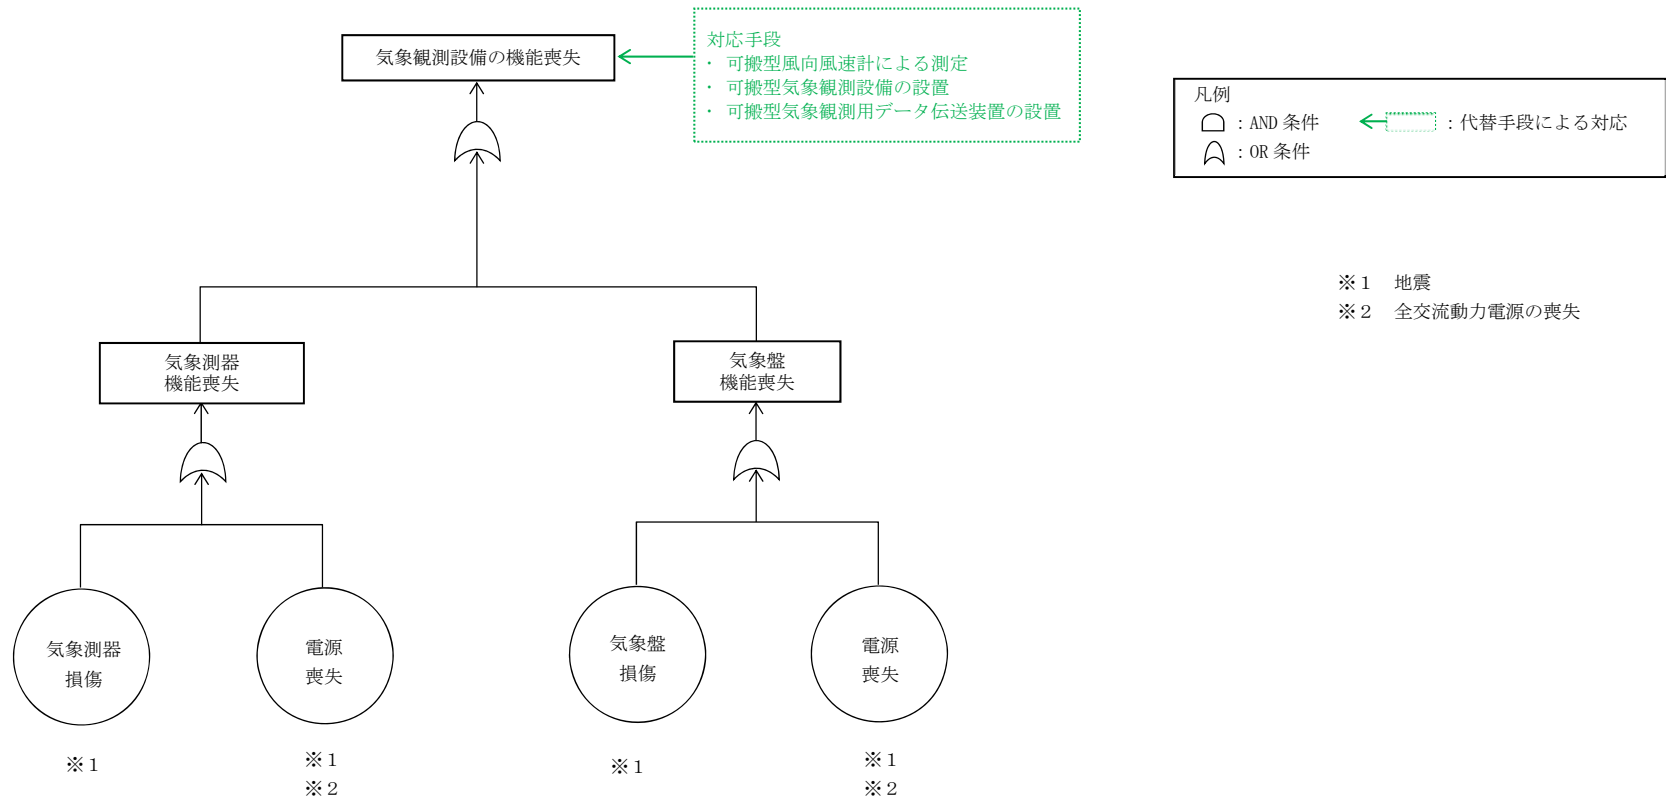 気象観測設備の機能喪失
対応手段
・ 可搬型風向風速計による測定
・ 可搬型気象観測設備の設置
・ 可搬型気象観測用データ伝送装置の設置
凡例
：AND 条件
：代替手段による対応
：OR 条件
※１ 地震
※２ 全交流動力電源の喪失
気象測器
機能喪失
気象盤
機能喪失
気象測器
損傷
電源
喪失
気象盤
損傷
電源
喪失
※１
※１
※２
※１
※１
※２